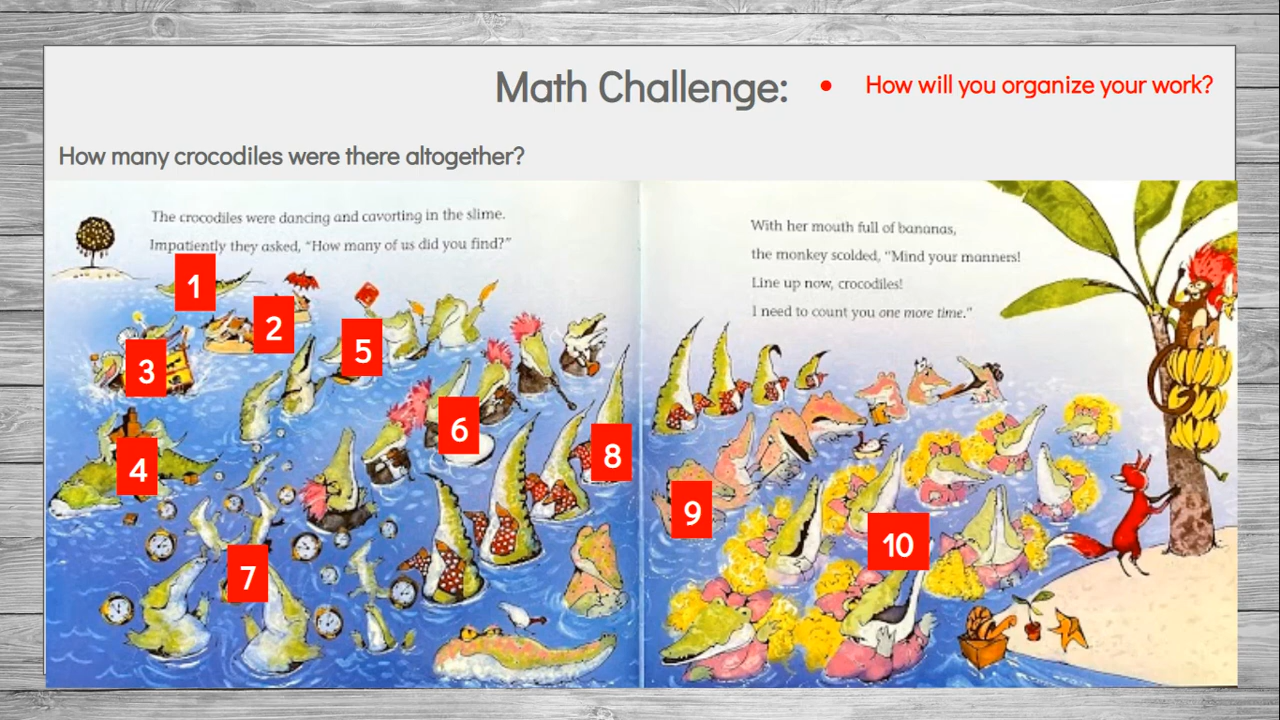 Math Challenge:
• How will you organize your work?
How many crocodiles were there altogether?
The crocodiles were dancing and cavorting in the slime.
Impatiently they asked, "How many of us did you find?"
With her mouth full of bananas,
the monkey scolded, "Mind your manners!
Line up now, crocodiles!
I need to count you one more time."
1
2
3
4
5
6
7
8
9
10